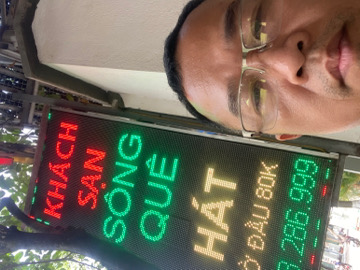 KHÁCH
SẠN
SÔNG
QUÊ
HÁT
ĐẦU 80K
286.999